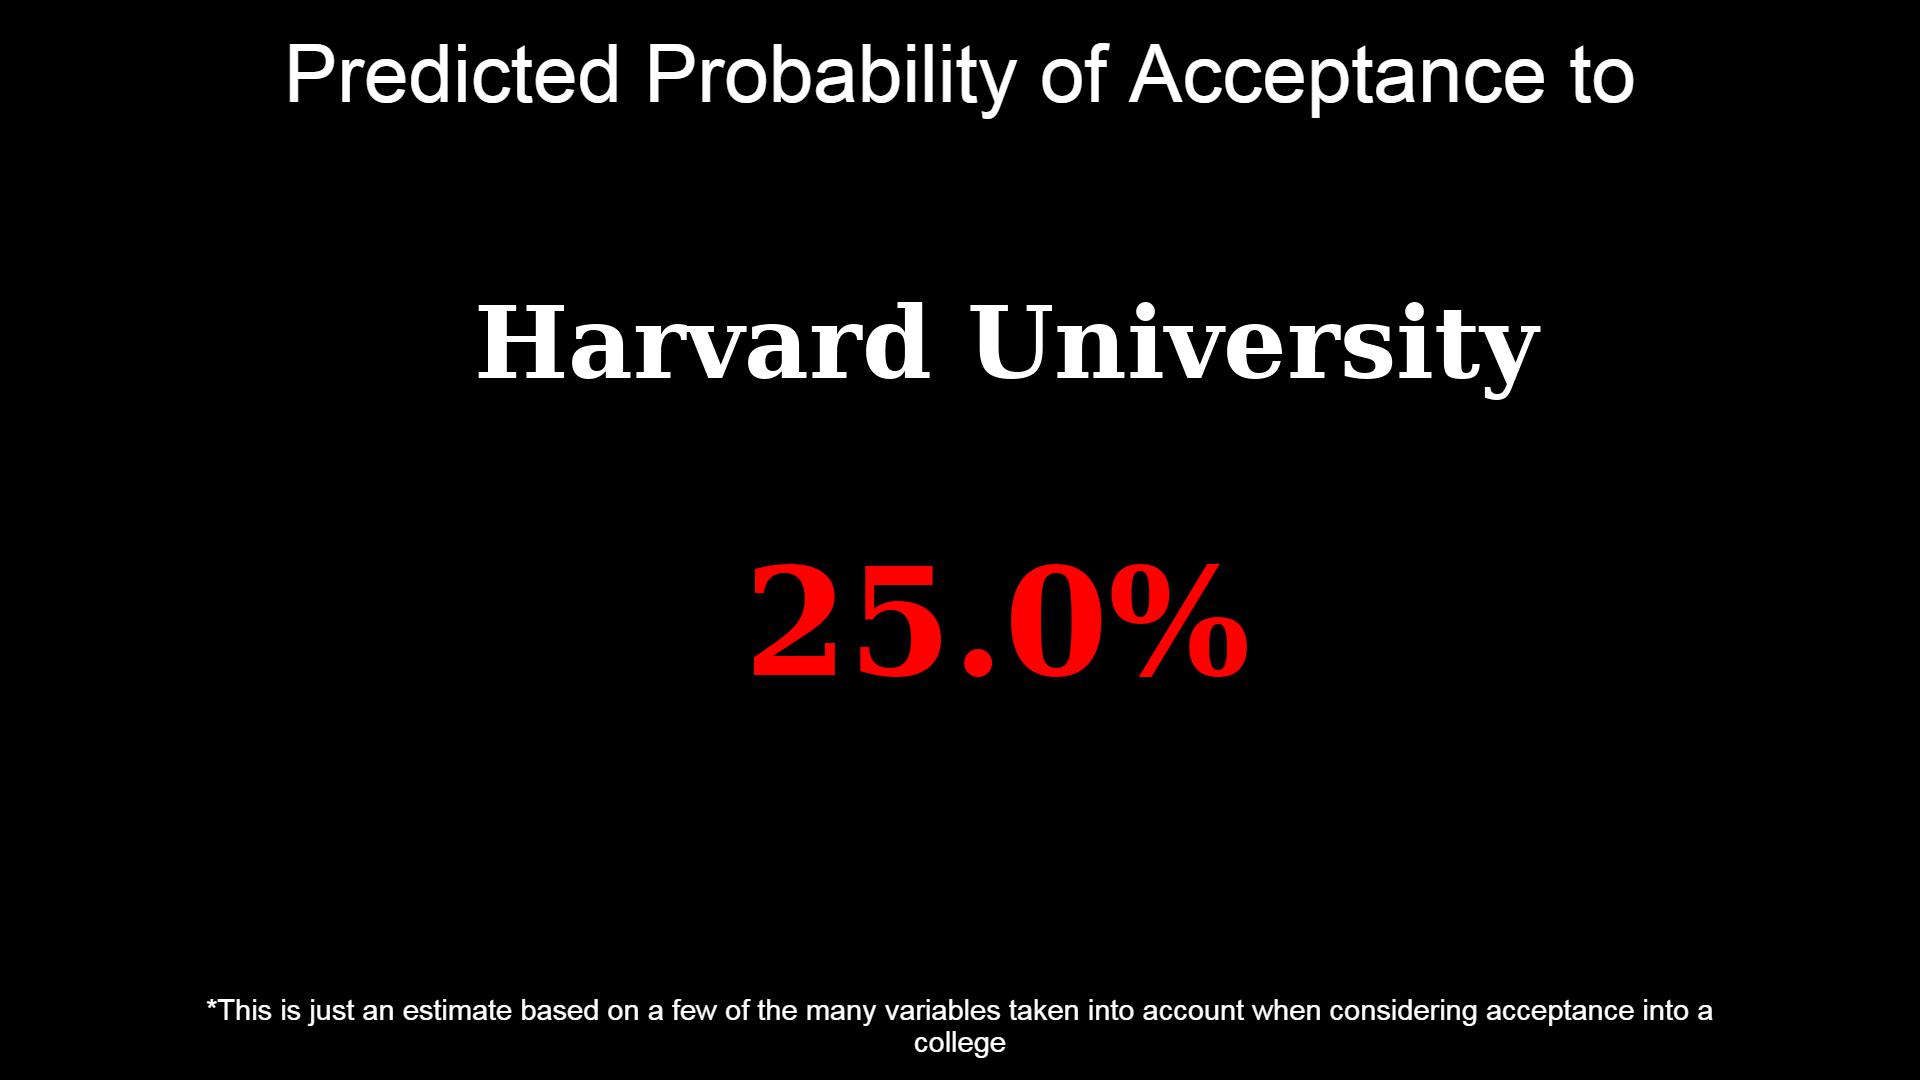 Predicted Probability of Acceptance to
Harvard University
25.0%
*This is just an estimate based on a few of the many variables taken into account when considering acceptance into a
college